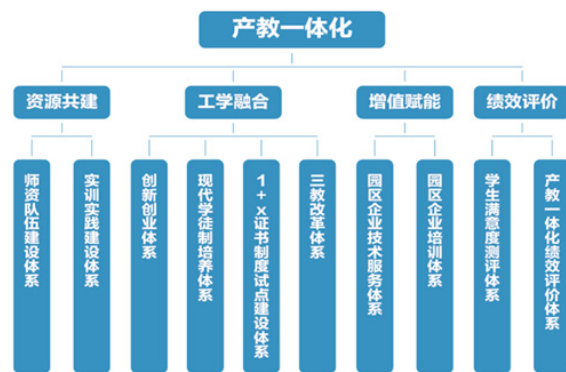 产教一体化
资源共建
工学融合
增值赋能
绩效评价
师资队伍建设体系
实训实践建设体系
创新创业体系
现代学徒制培养体系
1+x证书制度试点建设体系
三教改革体系
园区企业技术服务体系
园区企业培训体系
学生满意度测评体系
产教一体化绩效评价体系